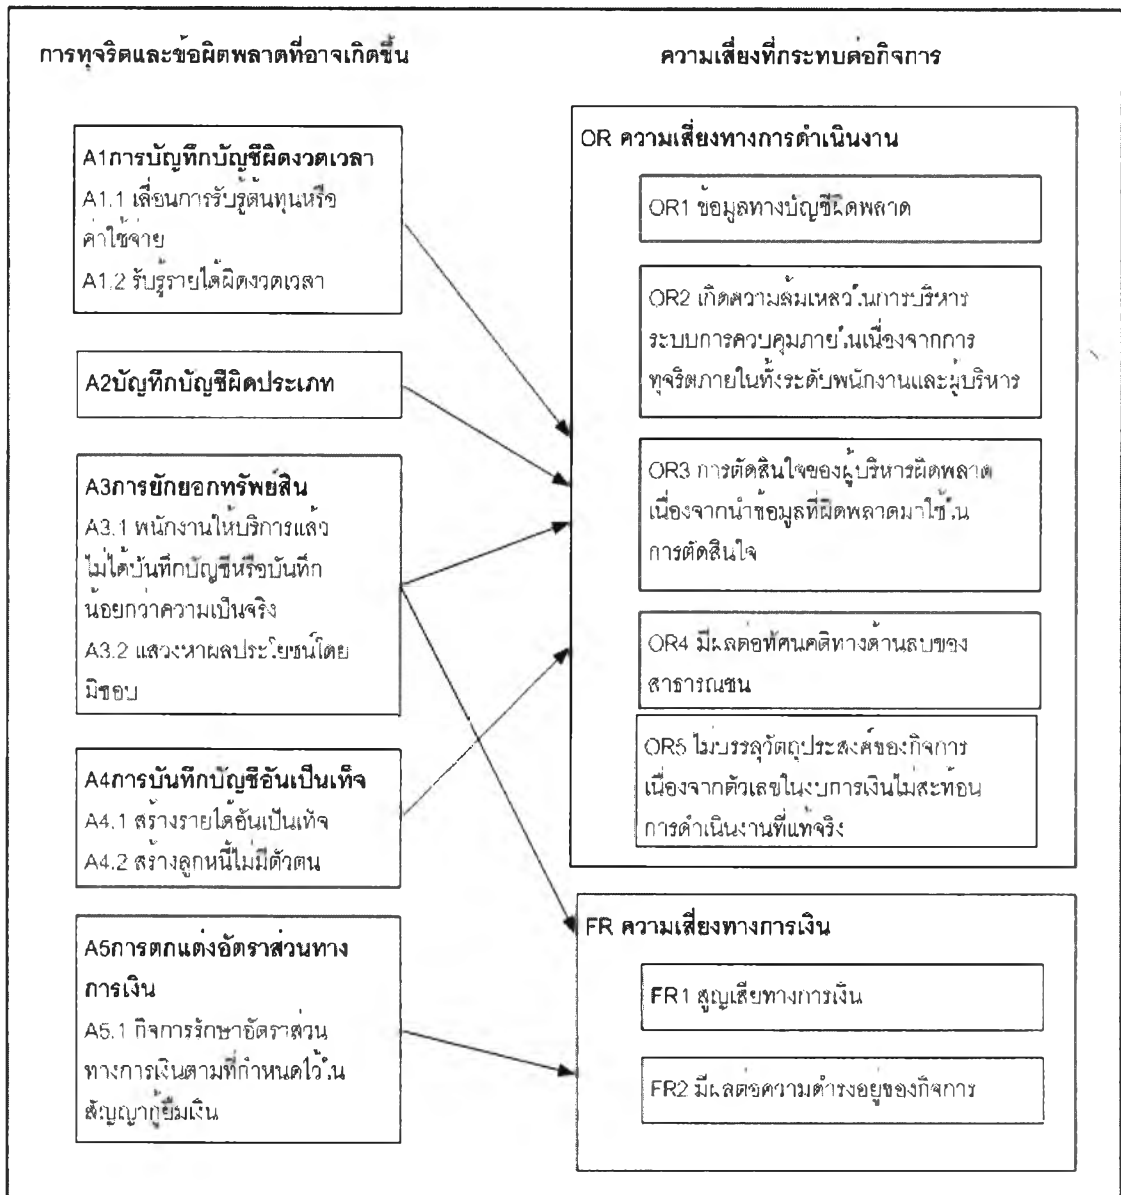 การทุจริตและข้อผิดพลาดที่อาจเกิดขึ้น
ความเสี่ยงที่กระทบต่อกิจการ
A1การบัญทึกบัญชีผิดงวดเวลา
A1.1 เลื่อนการรับรู้ต้นทุนหรือ
ค่าใช้จ่าย
A1.2 รับรู้รายได้ผิดงวดเวลา
A2บัญทึกบัญชีผิดประเภท
A3การยักยอกทรัพย์สิน
A3.1 พนักงานให้บริการแล้ว
ไม่ได้บันทึกบัญชีหรือบันทึก
น้อยกว่าความเป็นจริง
A3.2 แสวงหาผลประโยชน์โดย
มิชอบ
A4การบันทึกบัญชีอันเป็นเท็จ
A4.1 สร้างรายได้อันเป็นเท็จ
A4.2 สร้างลูกหนี้ไม่มีตัวตน
A5การตกแต่งอัตราส่วนทาง
การเงิน
A5.1 กิจการรักษาอัตราส่วน
ทางการเงินตามที่กำหนดไว้ใน
สัญญากู้ยืมเงิน
OR ความเสี่ยงทางการดำเนินงาน
OR1 ข้อมูลทางบัญชีผิดพลาด
OR2 เกิดความล้มเหลวในการบริหาร
ระบบการควบคุมภายในเนื่องจากการ
ทุจริตภายในทั้งระดับพนักงานและผู้บริหาร
OR3 การตัดสินใจของผู้บริหารผิดพลาด
เนื่องจากนำข้อมูลที่ผิดพลาดมาใช้ใน
การตัดสินใจ
OR4 มีผลต่อทัศนคติทางด้านลบของ
สาธารณชน
OR5 ไม่บรรลุวัตถุประสงค์ของกิจการ
เนื่องจากตัวเลขในงบการเงินไม่สะท้อน
การดำเนินงานที่แท้จริง
FR ความเสี่ยงทางการเงิน
FR1 สูญเสียทางการเงิน
FR2 มีผลต่อความดำรงอยู่ของกิจการ